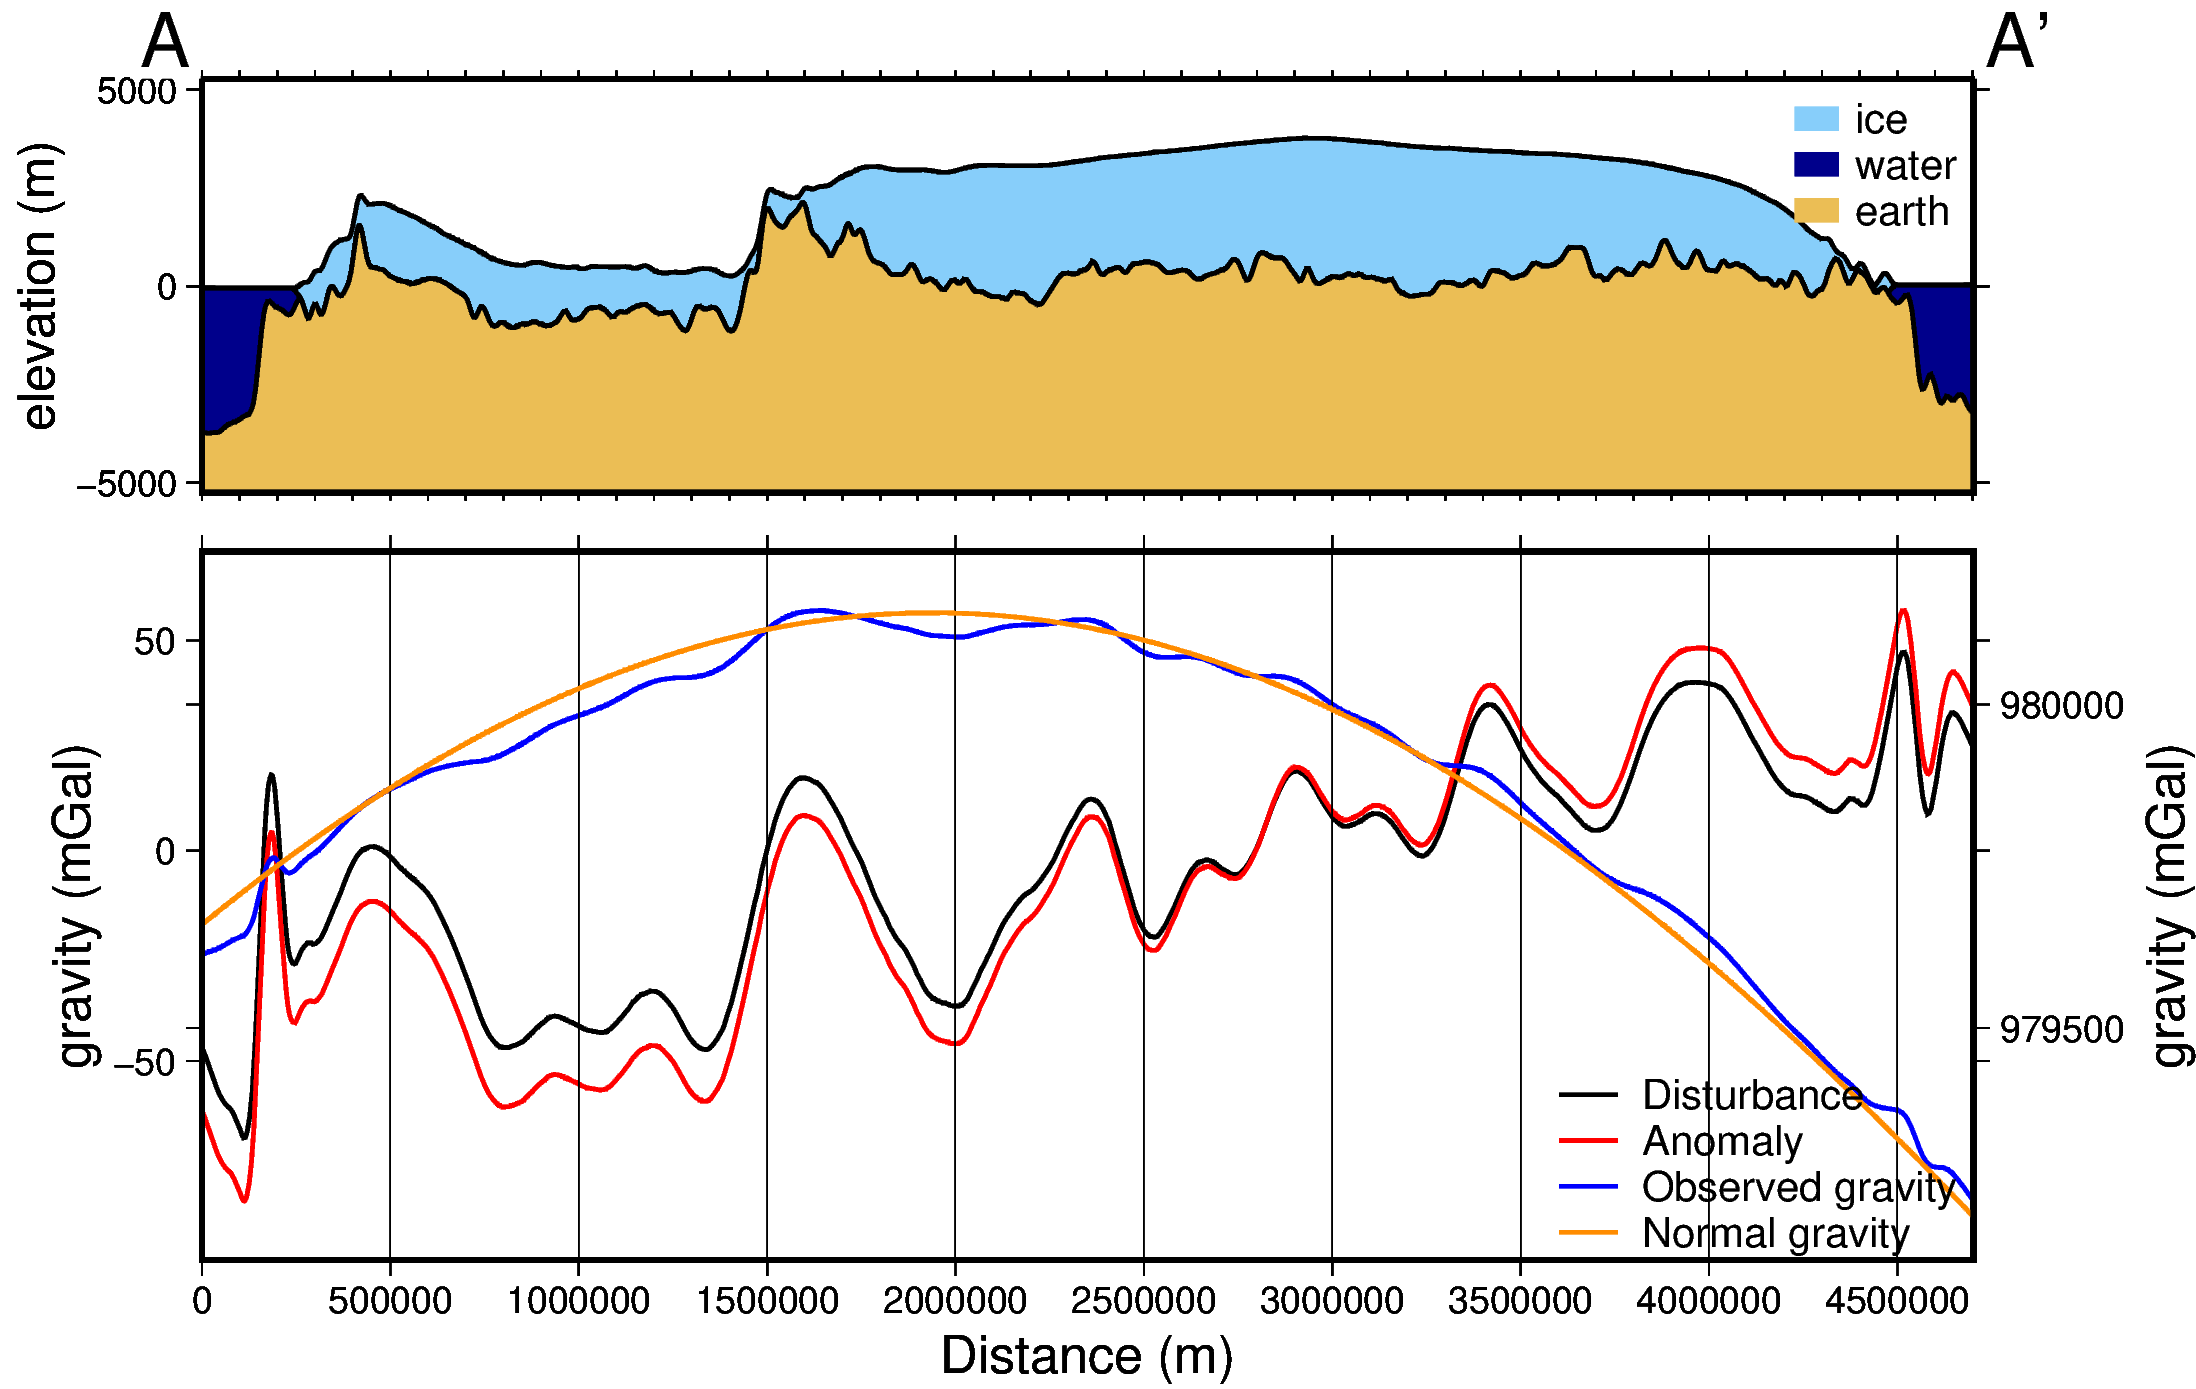 A A’
5000
0
−5000
elevation (m)
ice
water
earth
50
0
−50
gravity (mGal)
980000
979500
gravity (mGal)
Disturbance
Anomaly
Observed gravity
Normal gravity
0 500000 1000000 1500000 2000000 2500000 3000000 3500000 4000000 4500000
Distance (m)